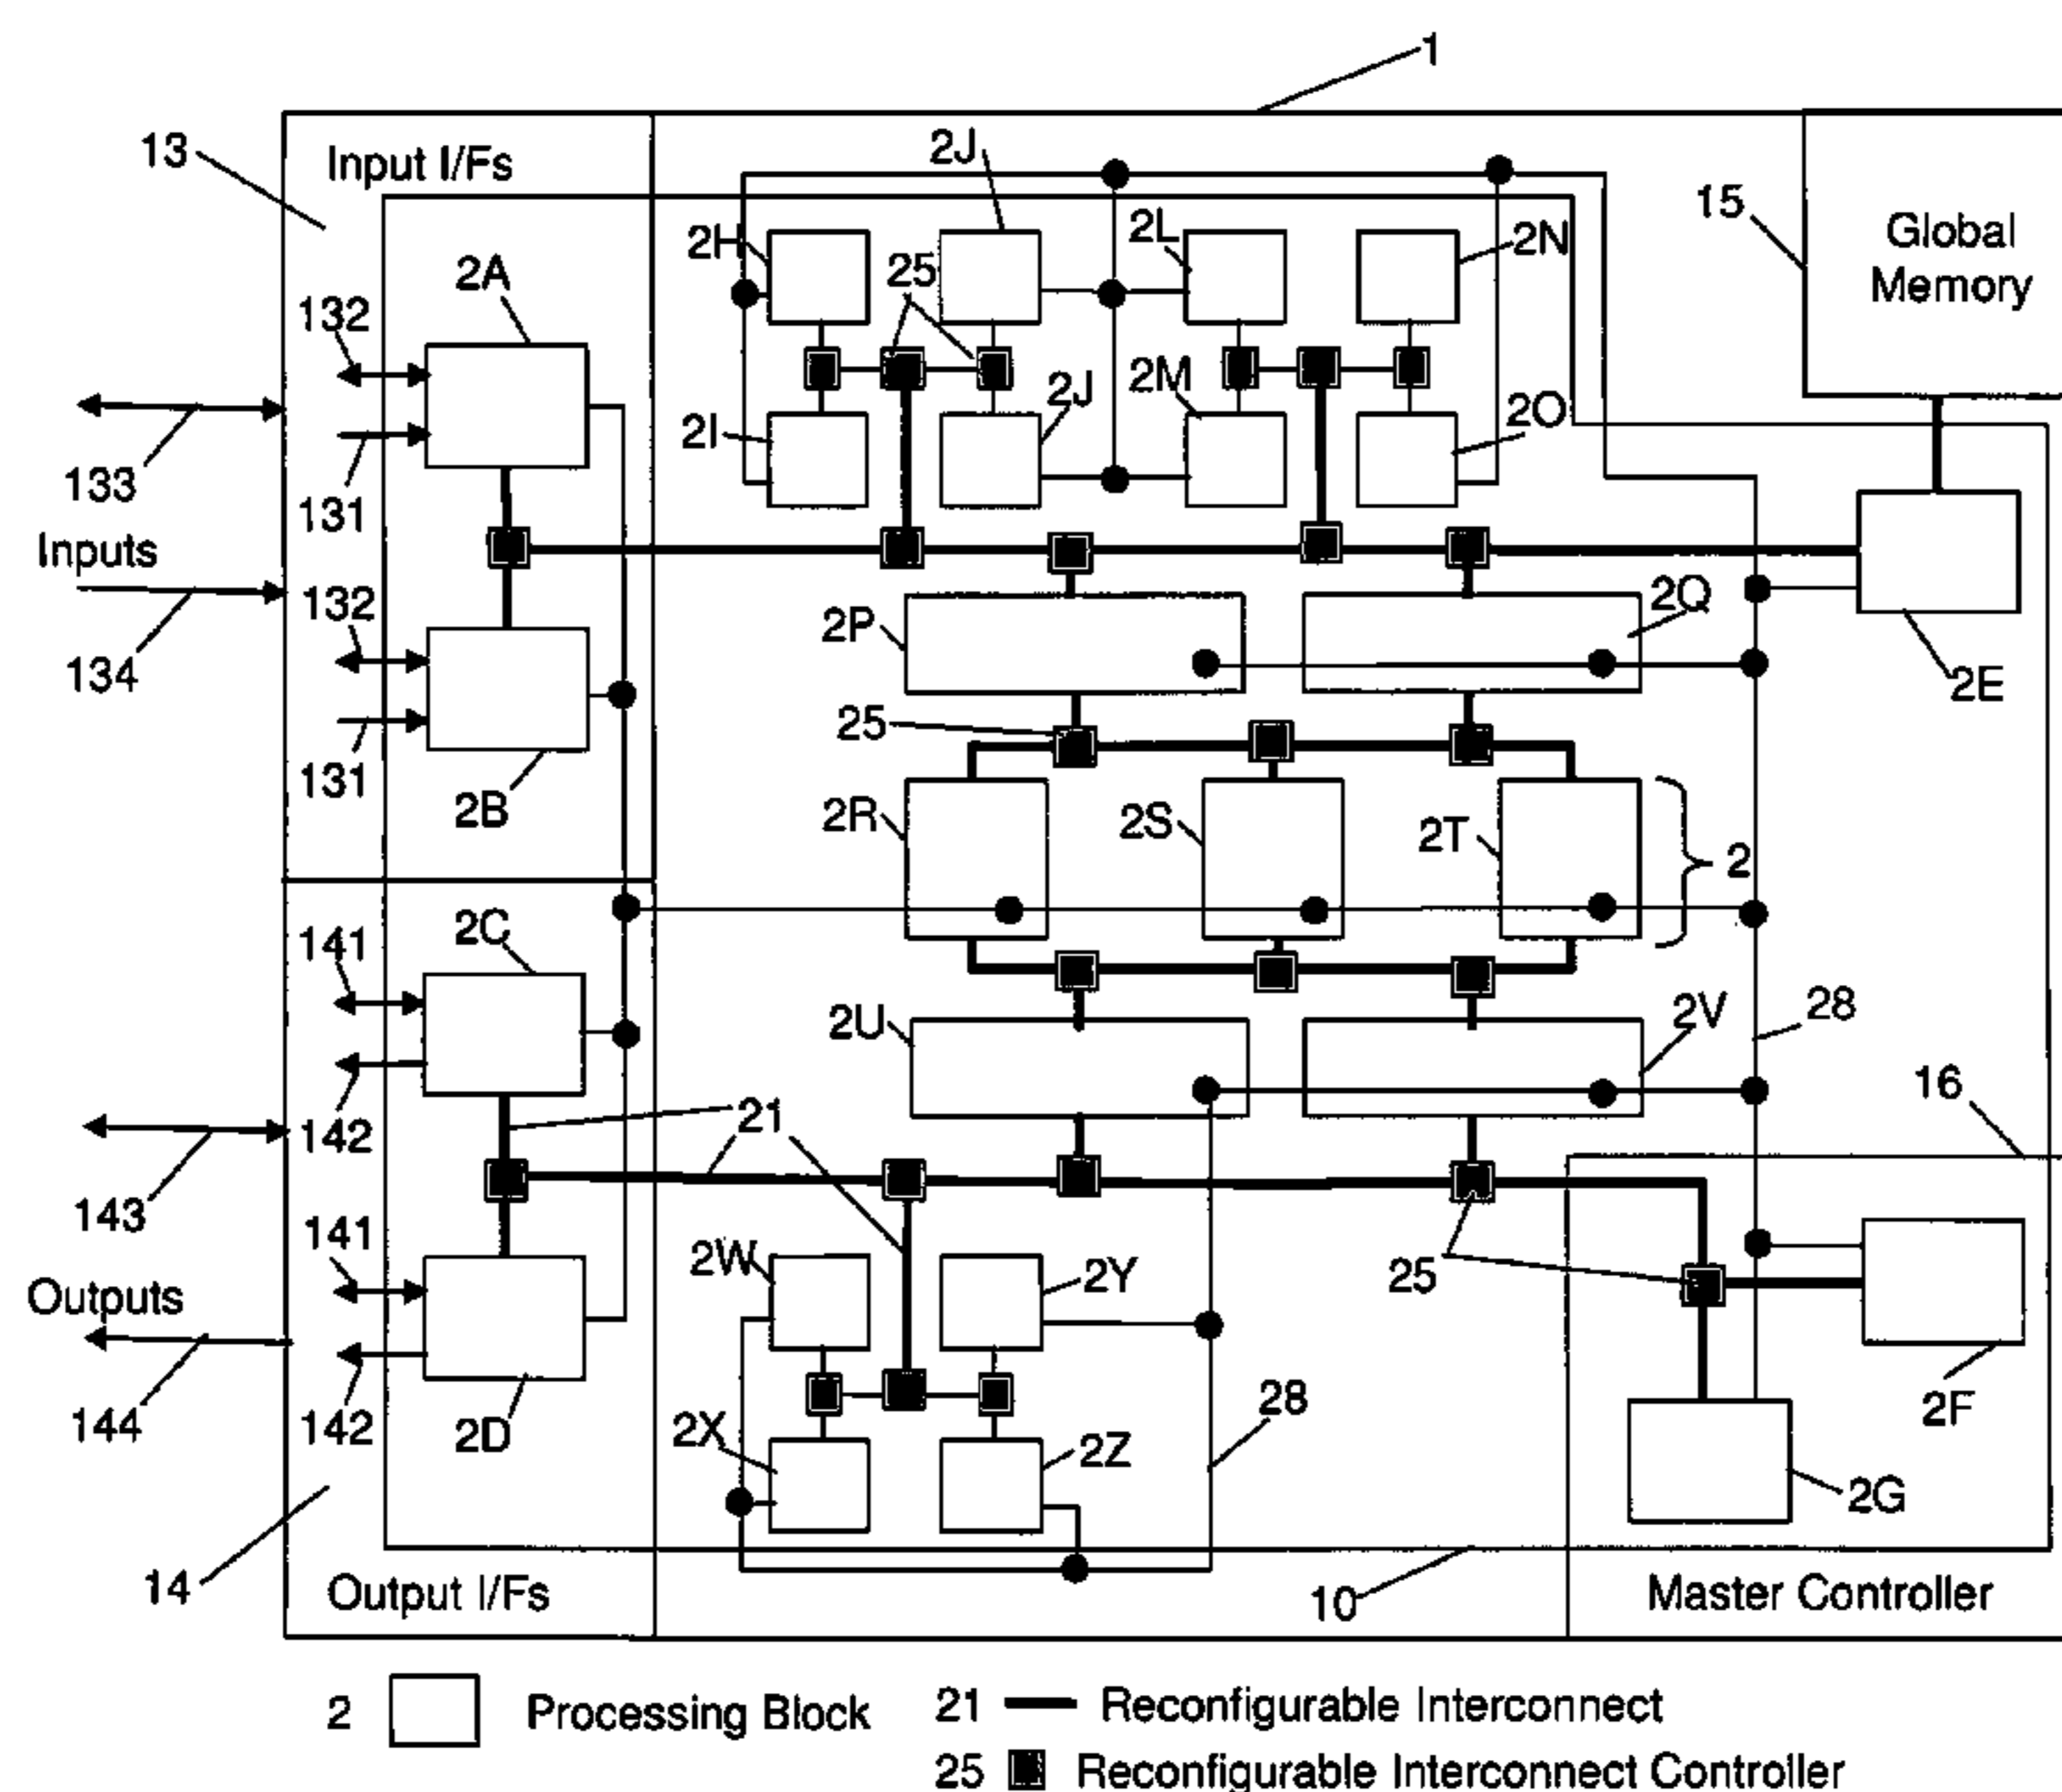 1
13
Input I/Fs
2J
15
Global
Memory
2H
25
2L
2N
2A
132
2I
2J
2M
2O
133
131
Inputs
132
2P
2Q
134
2E
25
131
2B
2R
2S
2T
2
2C
141
2U
2V
28
16
142
21
143
141
2W
2Y
25
Outputs
2X
28
2F
144
142
2D
2Z
2G
14
Output I/Fs
10
Master Controller
2 Processing Block
21 Reconfigurable Interconnect
25 Reconfigurable Interconnect Controller